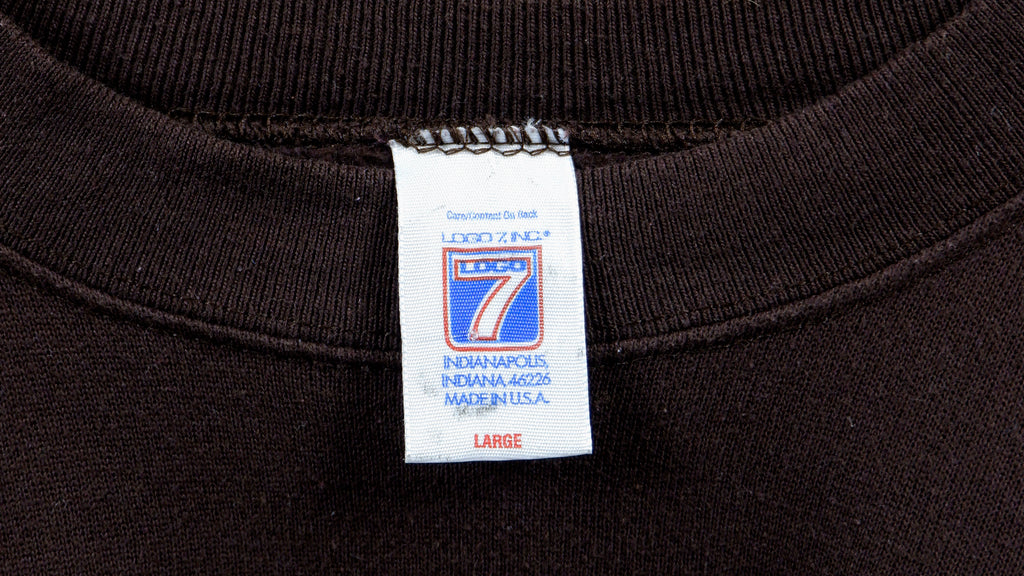 Care/Content On Back
LOGO 7, INC.®
LOGO
7
INDIANAPOLIS,
INDIANA, 46226
MADE IN U.S.A.
LARGE